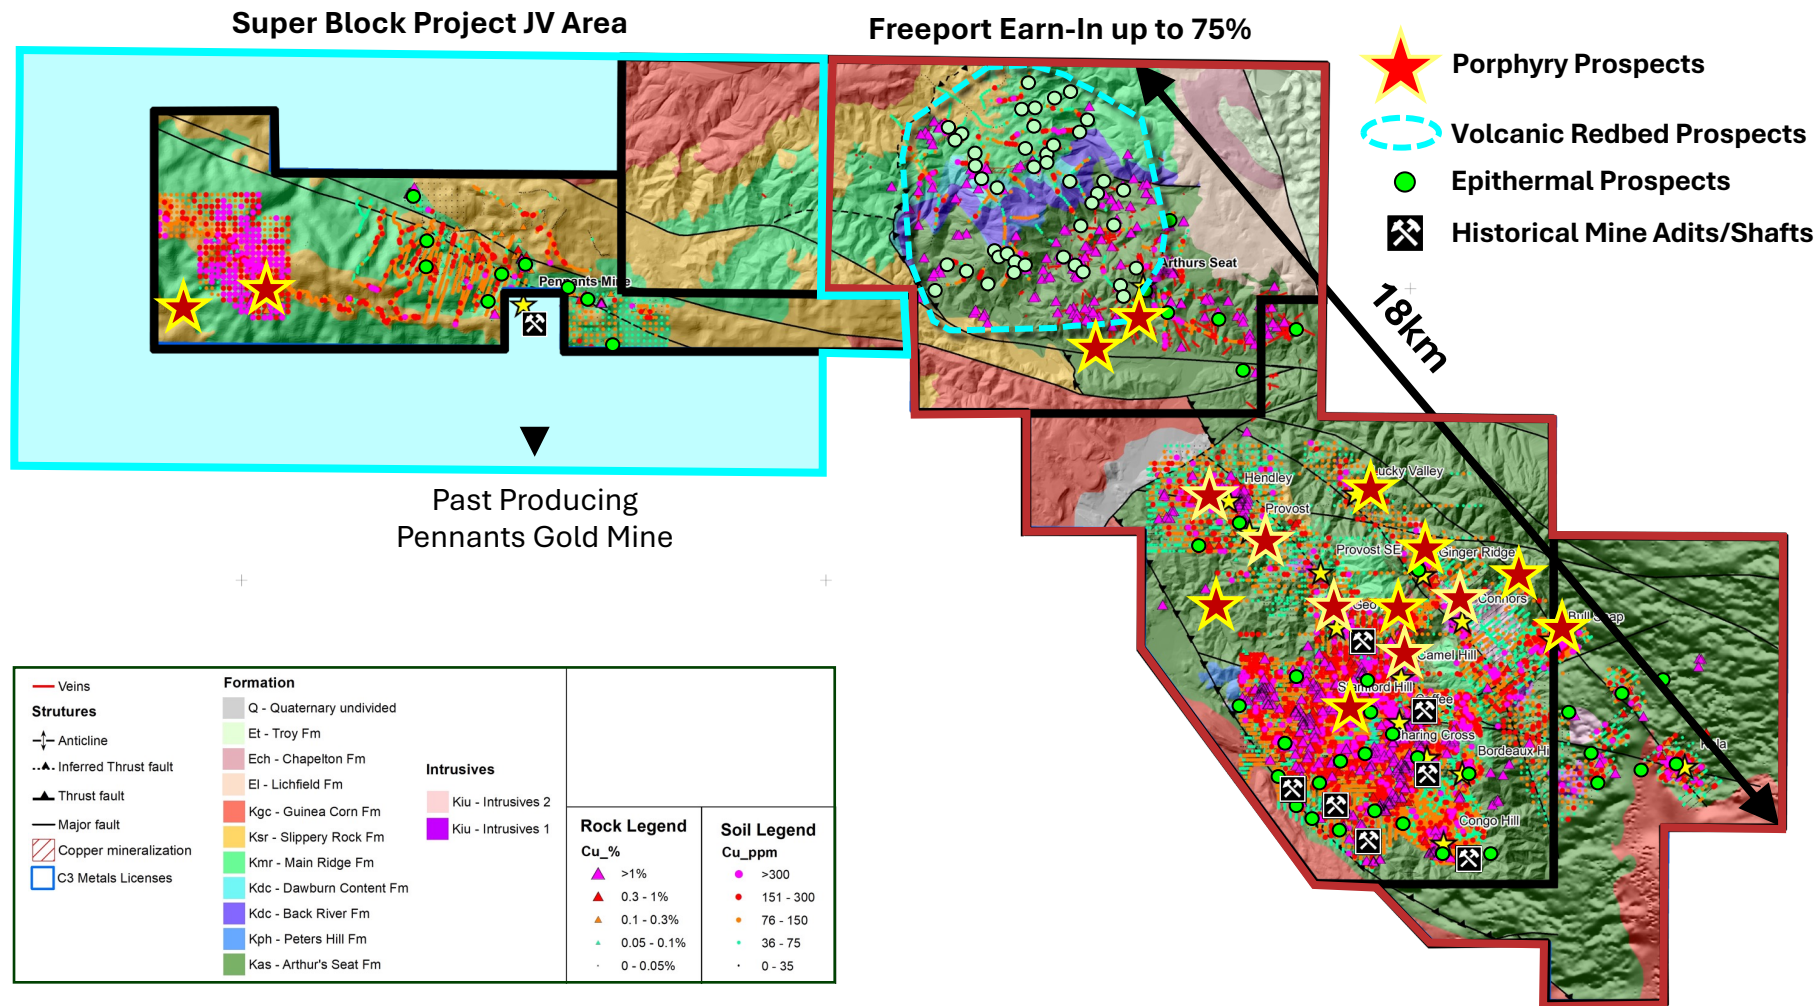 Super Block Project JV Area
Freeport Earn-In up to 75%
Porphyry Prospects
Volcanic Redbed Prospects
Epithermal Prospects
Historical Mine Adits/Shafts
Pennants Mine
Arthurs Seat
18km
Past Producing
Pennants Gold Mine
Hendley
Lucky Valley
Provost
Provost SE
Ginger Ridge
Geo
Connors
Camel Hill
Stamford Hill
Bordeaux Hi
Congo Hill
Veins
Strutures
Anticline
Inferred Thrust fault
Thrust fault
Major fault
Copper mineralization
C3 Metals Licenses
Formation
Q - Quaternary undivided
Et - Troy Fm
Ech - Chapelton Fm
El - Lichfield Fm
Kgc - Guinea Corn Fm
Ksr - Slippery Rock Fm
Kmr - Main Ridge Fm
Kdc - Dawburn Content Fm
Kdc - Back River Fm
Kph - Peters Hill Fm
Kas - Arthur's Seat Fm
Intrusives
Kiu - Intrusives 2
Kiu - Intrusives 1
Rock Legend
Cu_%
>1%
0.3 - 1%
0.1 - 0.3%
0.05 - 0.1%
0 - 0.05%
Soil Legend
Cu_ppm
>300
151 - 300
76 - 150
36 - 75
0 - 35